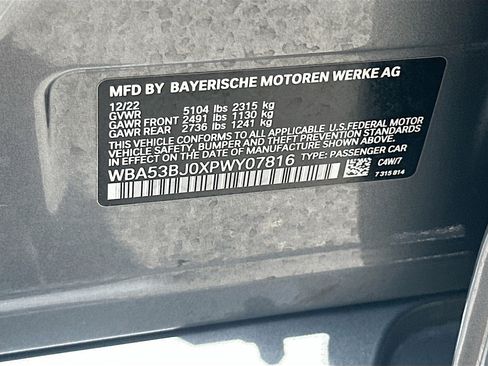 MFD BY BAYERISCHE MOTOREN WERKE AG
12/22
GVWR 5104 lbs 2315 kg
GAWR FRONT 2491 lbs 1130 kg
GAWR REAR 2736 lbs 1241 kg
THIS VEHICLE CONFORMS TO ALL APPLICABLE U.S.FEDERAL MOTOR
VEHICLE SAFETY, BUMPER AND THEFT PREVENTION STANDARDS
IN EFFECT ON THE DATE OF MANUFACTURE SHOWN ABOVE.
WBA53BJ0XPWY07816 TYPE: PASSENGER CAR
C4W/7
7 315 814